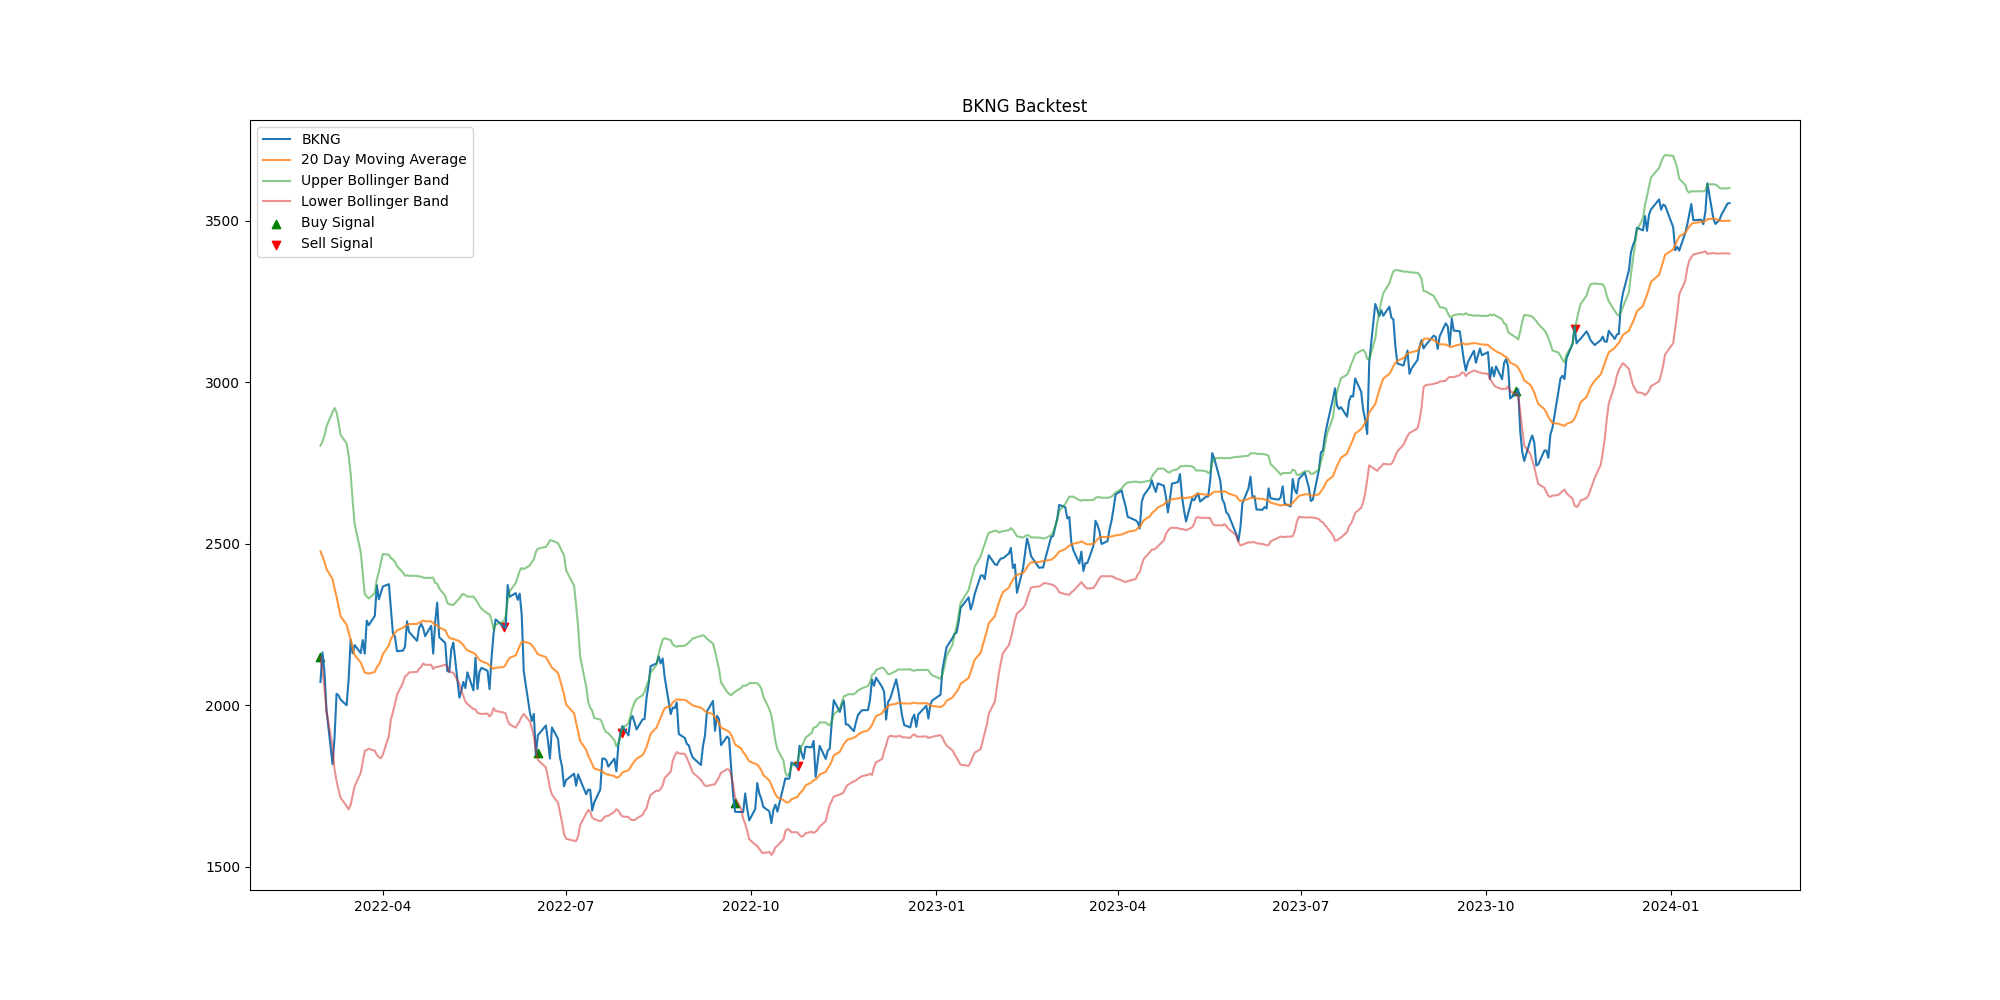 BKNG Backtest
BKNG
20 Day Moving Average
Upper Bollinger Band
Lower Bollinger Band
Buy Signal
Sell Signal
3500
3000
2500
2000
1500
2022-04
2022-07
2022-10
2023-01
2023-04
2023-07
2023-10
2024-01